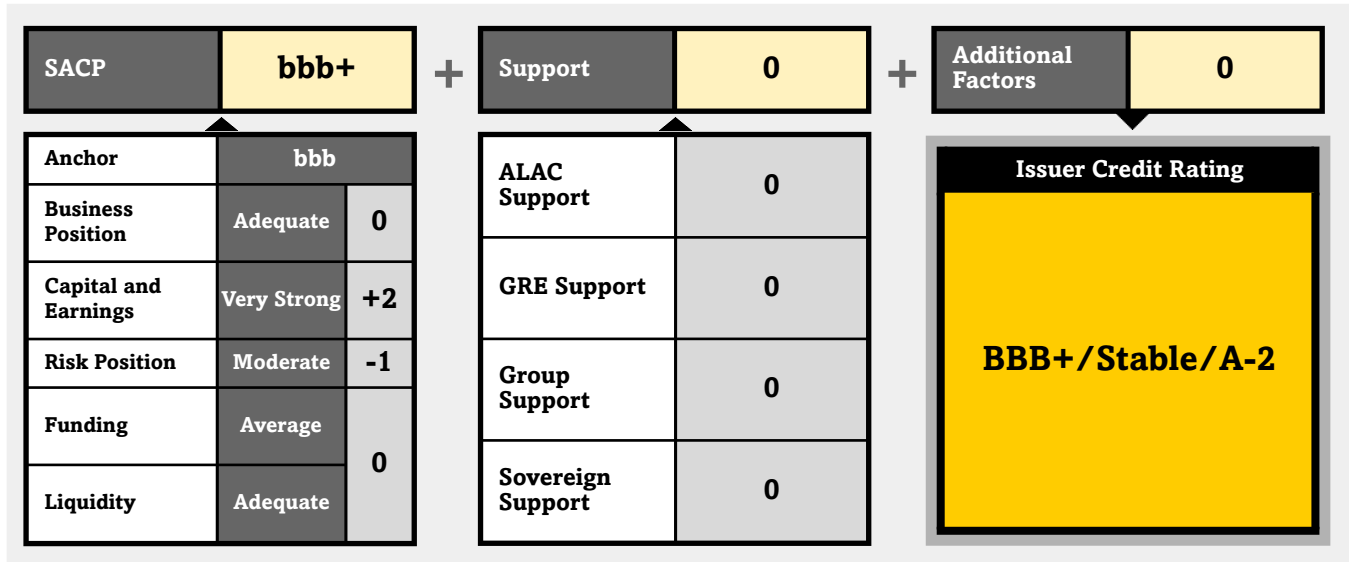 SACP
bbb+
+
Support
0
+
Additional
Factors
0
Anchor
bbb
Business
Position
Adequate
0
Capital and
Earnings
Very Strong
+2
Risk Position
Moderate
-1
Funding
Average
0
Liquidity
Adequate
ALAC
Support
0
GRE Support
0
Group
Support
0
Sovereign
Support
0
Issuer Credit Rating
BBB+/Stable/A-2